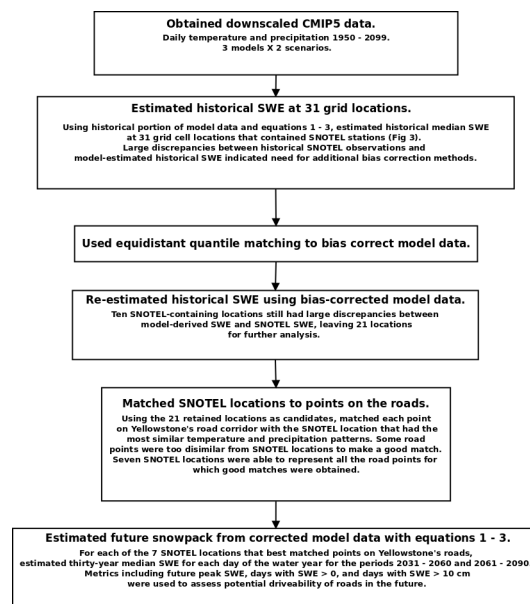 Obtained downscaled CMIP5 data.
Daily temperature and precipitation 1950 - 2099.
3 models X 2 scenarios.
Estimated historical SWE at 31 grid locations.
Using historical portion of model data and equations 1 - 3, estimated historical median SWE
at 31 grid cell locations that contained SNOTEL stations (Fig 3).
Large discrepancies between historical SNOTEL observations and
model-estimated historical SWE indicated need for additional bias correction methods.
Used equidistant quantile matching to bias correct model data.
Re-estimated historical SWE using bias-corrected model data.
Ten SNOTEL-containing locations still had large discrepancies between
model-derived SWE and SNOTEL SWE, leaving 21 locations
for further analysis.
Matched SNOTEL locations to points on the roads.
Using the 21 retained locations as candidates, matched each point
on Yellowstone's road corridor with the SNOTEL location that had
the most similar temperature and precipitation patterns. Some road
points were too disimilar from SNOTEL locations to make a good match.
Seven SNOTEL locations were able to represent all the road points for
which good matches were obtained.
Estimated future snowpack from corrected model data with equations 1 - 3.
For each of the 7 SNOTEL locations that best matched points on Yellowstone's roads,
estimated thirty-year median SWE for each day of the water year for the periods 2031 - 2060 and 2061 - 2090.
Metrics including future peak SWE, days with SWE > 0, and days with SWE > 10 cm
were used to assess potential driveability of roads in the future.